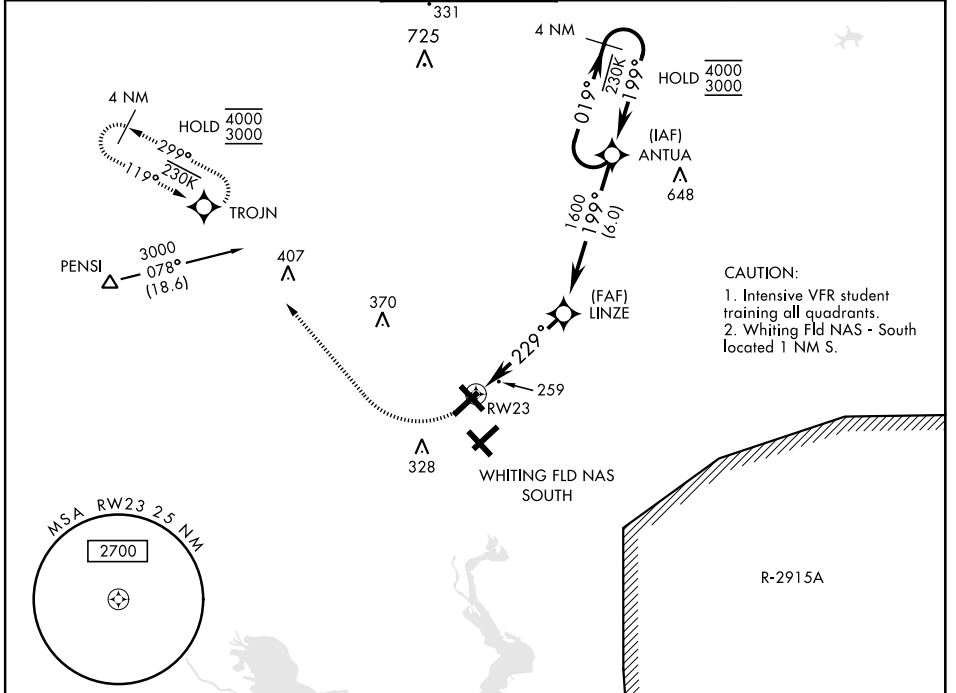 331
725
4 NM
230K
019°
199°
HOLD 4000
3000
(IAF)
ANTUA
648
4 NM
HOLD 4000
3000
299°
119°
230K
TROJN
PENSI
3000
078°
(18.6)
407
370
1600
199°
(6.0)
(FAF)
LINZE
229°
259
RW23
328
WHITING FLD NAS
SOUTH
CAUTION:
1. Intensive VFR student
training all quadrants.
2. Whiting Fld NAS - South
located 1 NM S.
MSA RW23 25 NM
2700
R-2915A